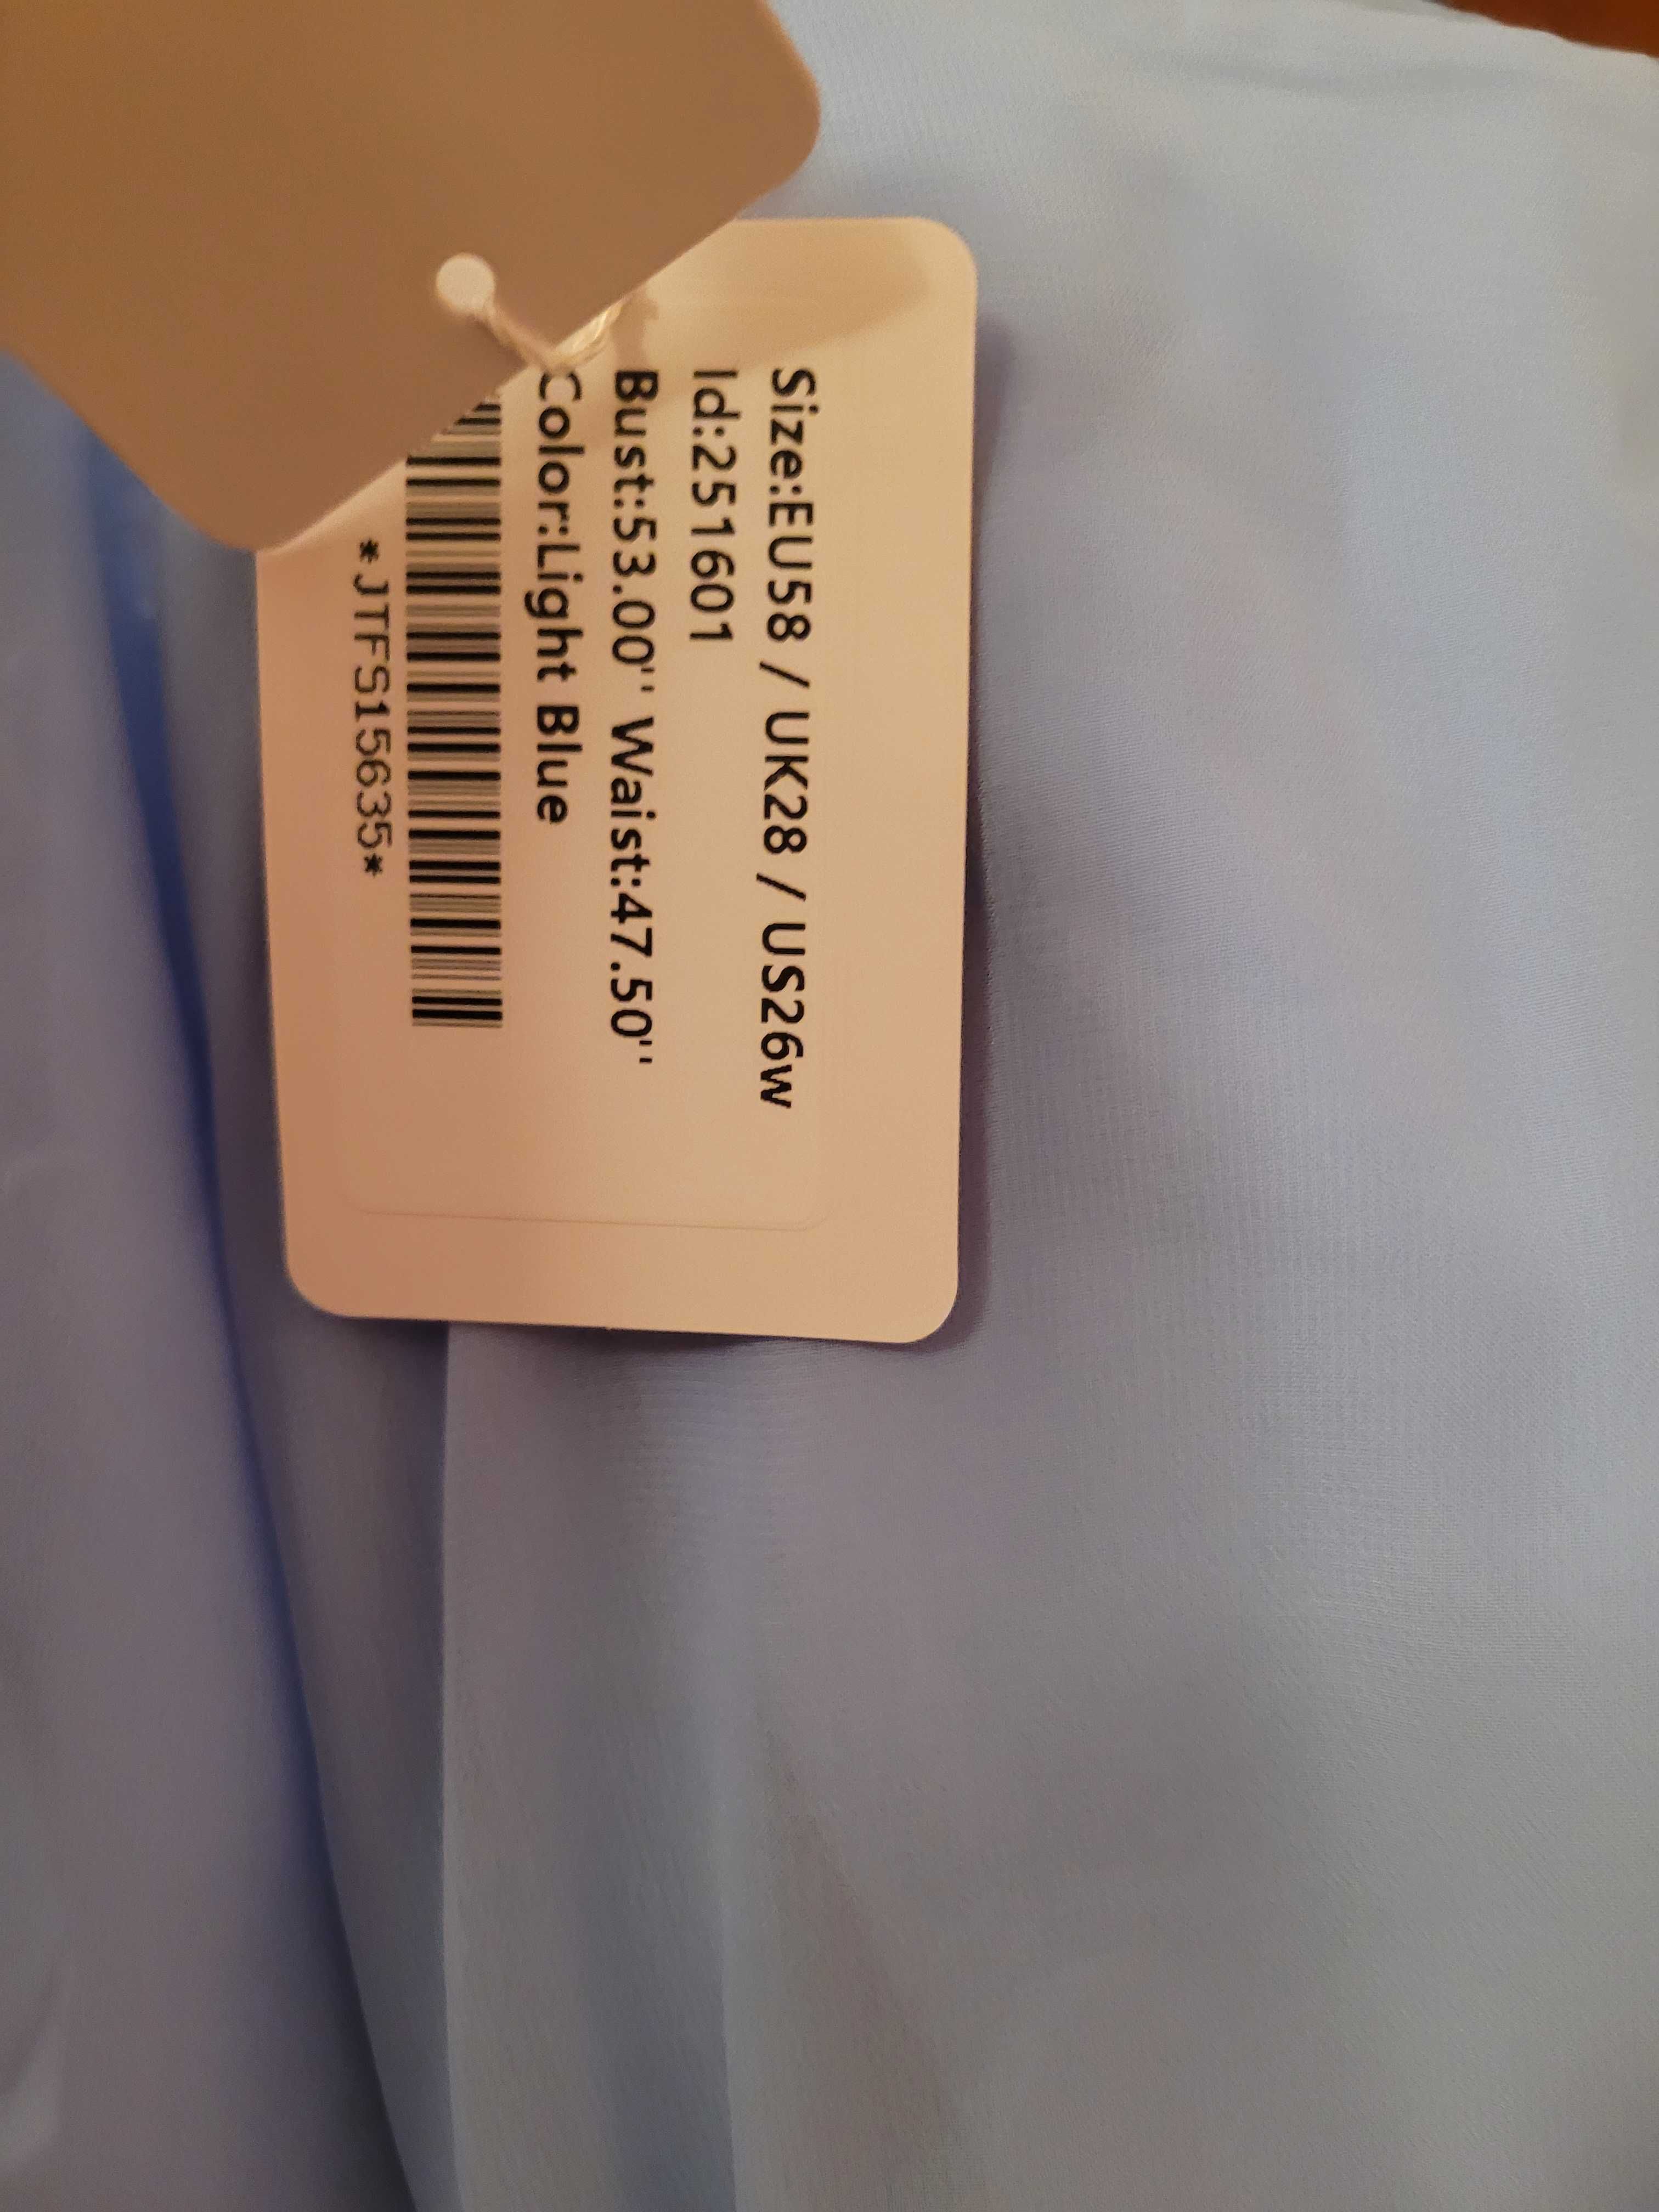 Size:EU58 / UK28 / US26w
Id:251601
Bust:53.00'' Waist:47.50''
Color:Light Blue
*JTFS15635*